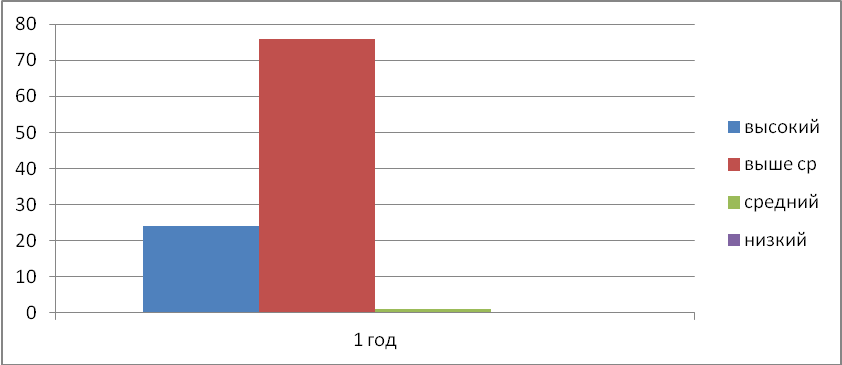 80
70
60
50
40
30
20
10
0
1 год
высокий
выше ср
средний
низкий